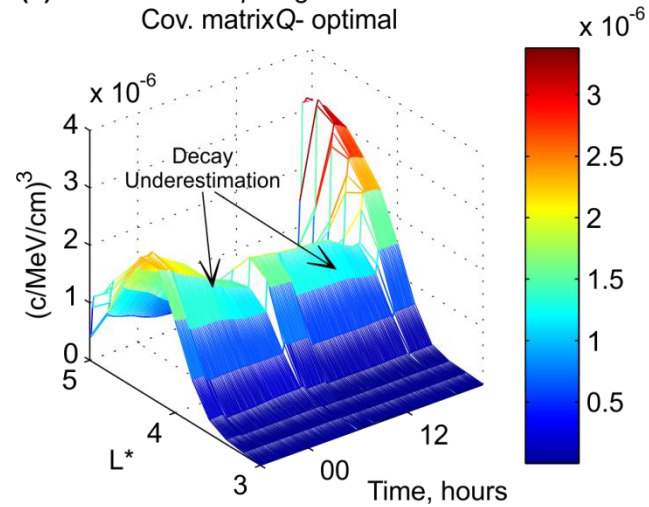 Cov. matrixQ- optimal
x 10⁻⁶
x 10⁻⁶
4
3
2
1
0
(c/MeV/cm)³
Decay
Underestimation
5
4
3
L*
00
12
Time, hours
3
2.5
2
1.5
1
0.5